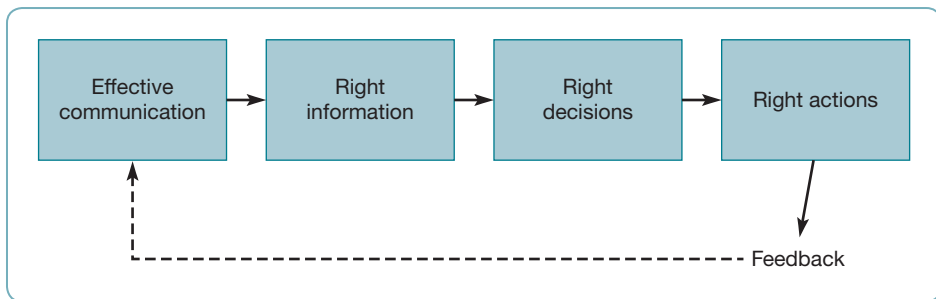 Effective
communication
Right
information
Right
decisions
Right actions
Feedback